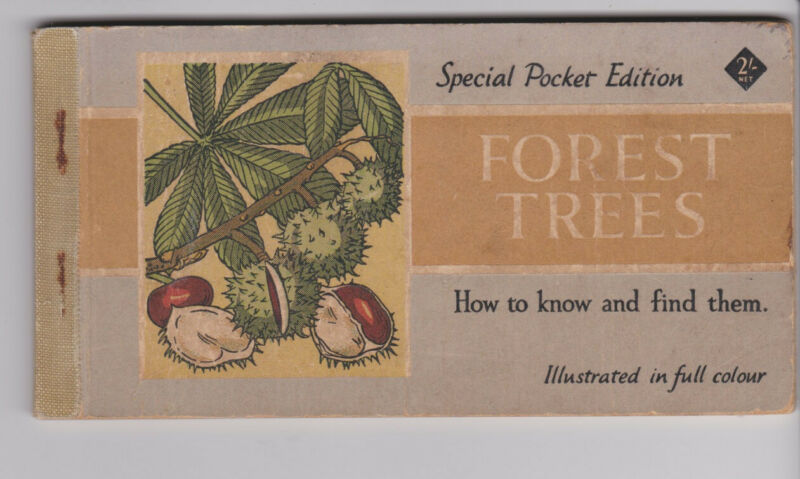 Special Pocket Edition
2/-
NET
FOREST
TREES
How to know and find them.
Illustrated in full colour